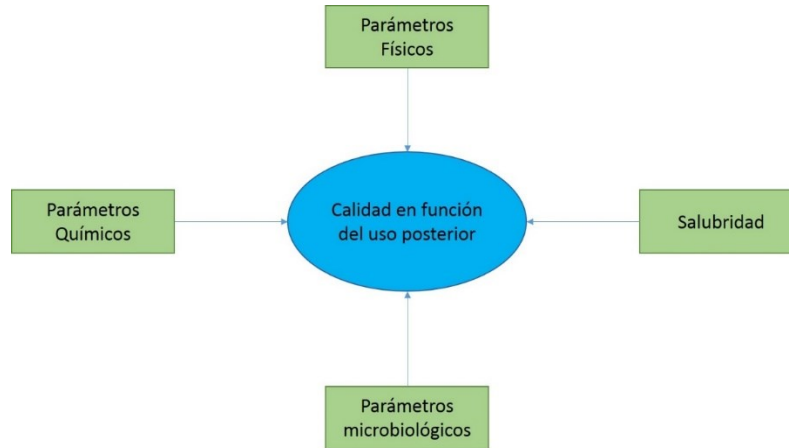 Parámetros
Físicos
Parámetros
Químicos
Calidad en función
del uso posterior
Salubridad
Parámetros
microbiológicos